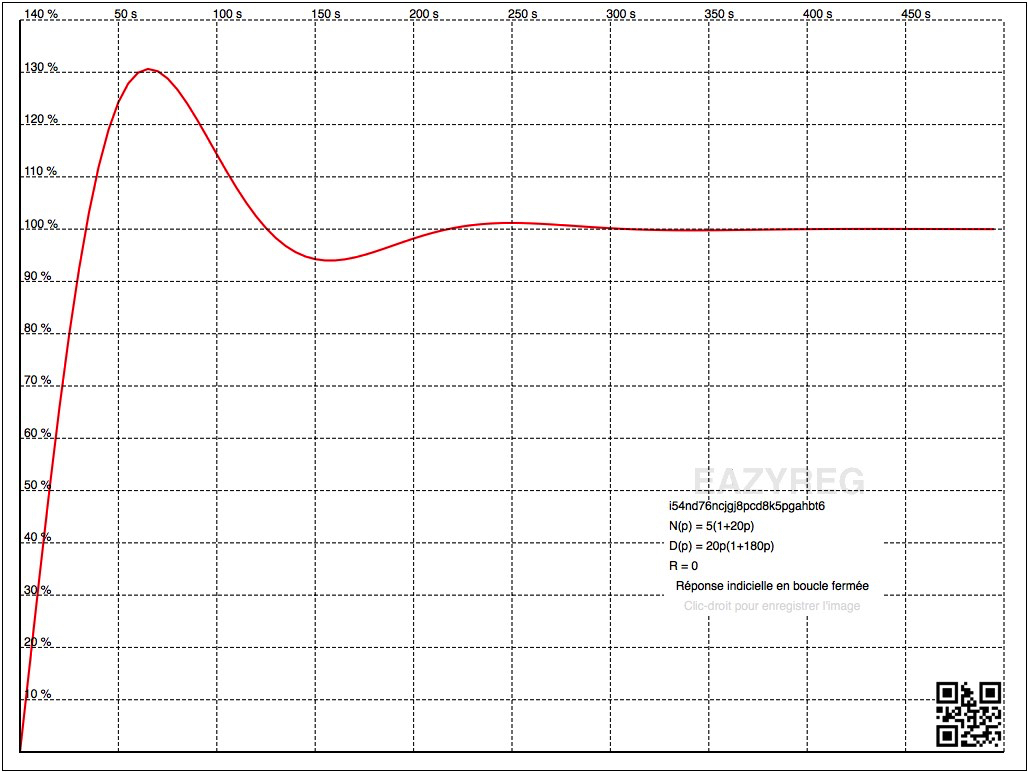 140 % 50 s 100 s 150 s 200 s 250 s 300 s 350 s 400 s 450 s
130 %
120 %
110 %
100 %
90 %
80 %
70 %
60 %
50 %
EAZYREG
i54nd76ncjgj8pcd8k5pgahbt6
N(p) = 5(1+20p)
40 %
D(p) = 20p(1+180p)
R = 0
30 %
Réponse indicielle en boucle fermée
Clic-droit pour enregistrer l'image
20 %
10 %